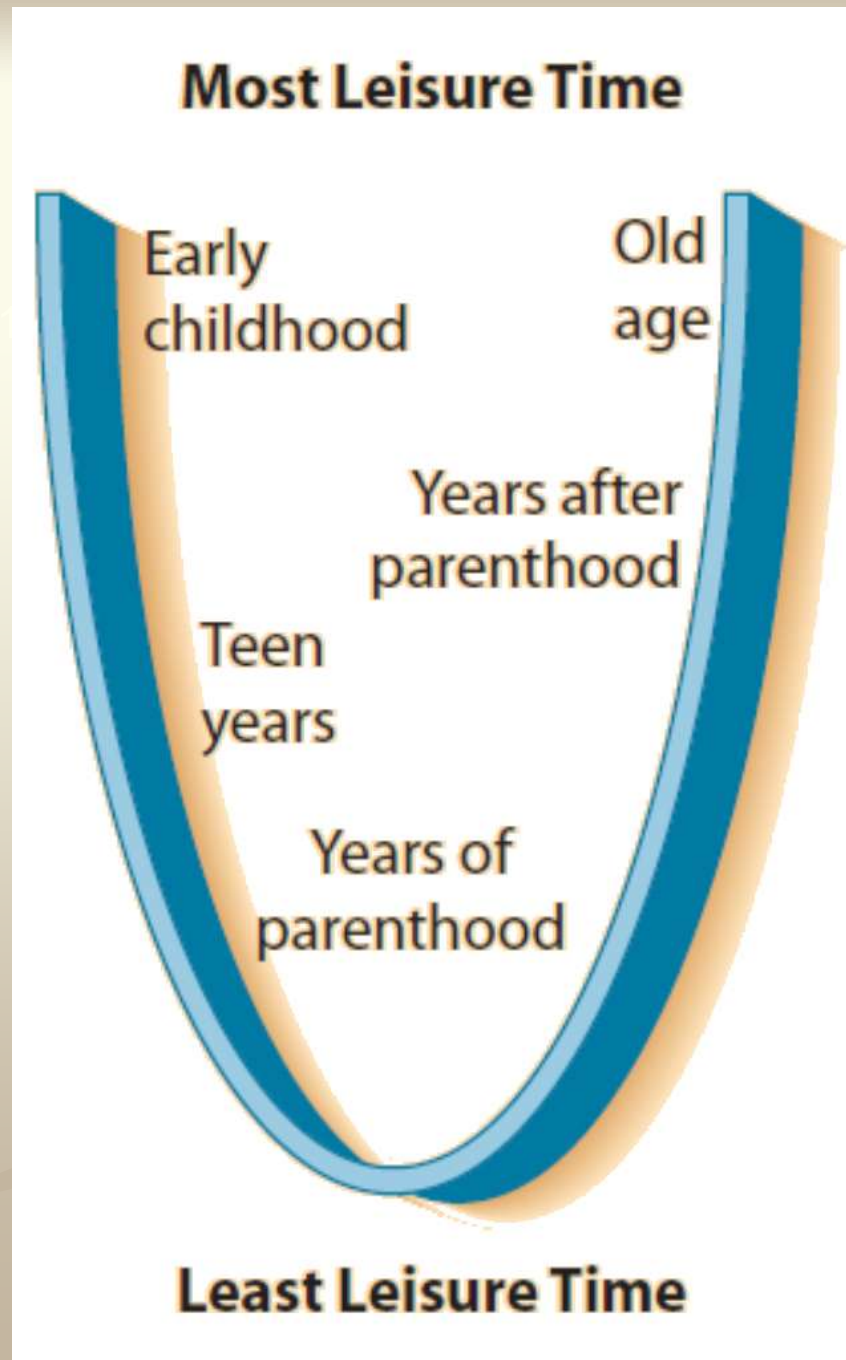 Most Leisure Time
Early
childhood
Old
age
Years after
parenthood
Teen
years
Years of
parenthood
Least Leisure Time